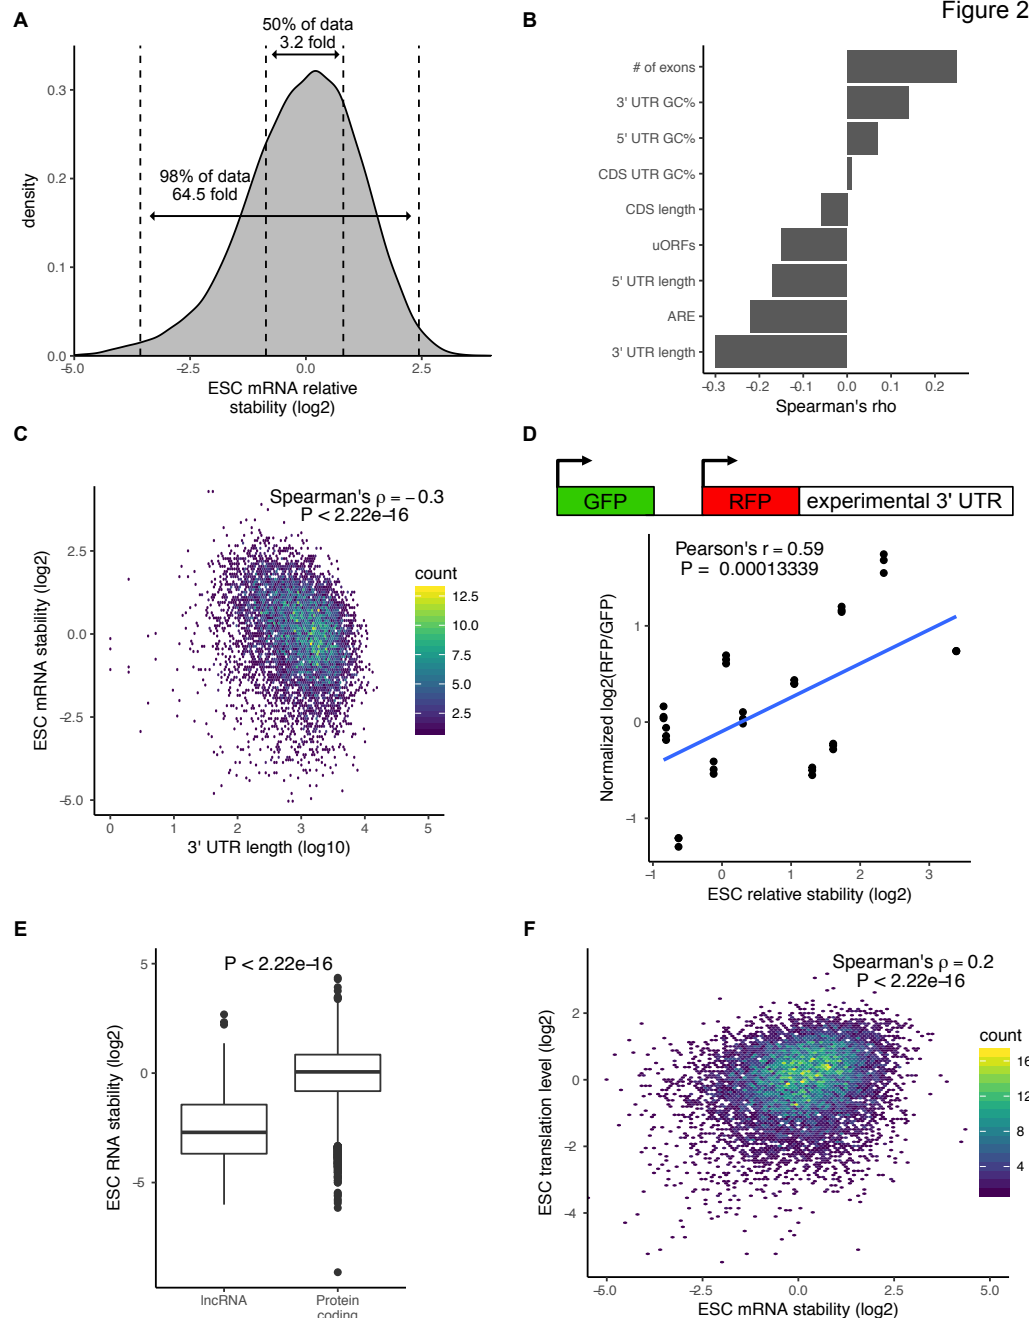 Figure 2
A
50% of data
3.2 fold
98% of data
64.5 fold
density
0.3
0.2
0.1
0.0
-5.0
-2.5
0.0
2.5
ESC mRNA relative
stability (log2)
B
# of exons
3' UTR GC%
5' UTR GC%
CDS UTR GC%
CDS length
uORFs
5' UTR length
ARE
3' UTR length
-0.3
-0.2
-0.1
0.0
0.1
0.2
Spearman's rho
C
Spearman's ρ = −0.3
P < 2.22e−16
ESC mRNA stability (log2)
2.5
0.0
-2.5
-5.0
0
1
2
3
4
5
3' UTR length (log10)
count
12.5
10.0
7.5
5.0
2.5
D
GFP
RFP
experimental 3' UTR
Pearson's r = 0.59
P = 0.00013339
Normalized log2(RFP/GFP)
1
0
−1
−1
0
1
2
3
ESC relative stability (log2)
E
P < 2.22e−16
ESC RNA stability (log2)
5
0
-5
lncRNA
Protein
coding
F
Spearman's ρ = 0.2
P < 2.22e−16
ESC translation level (log2)
2
0
-2
-4
-5.0
-2.5
0.0
2.5
5.0
ESC mRNA stability (log2)
count
16
12
8
4